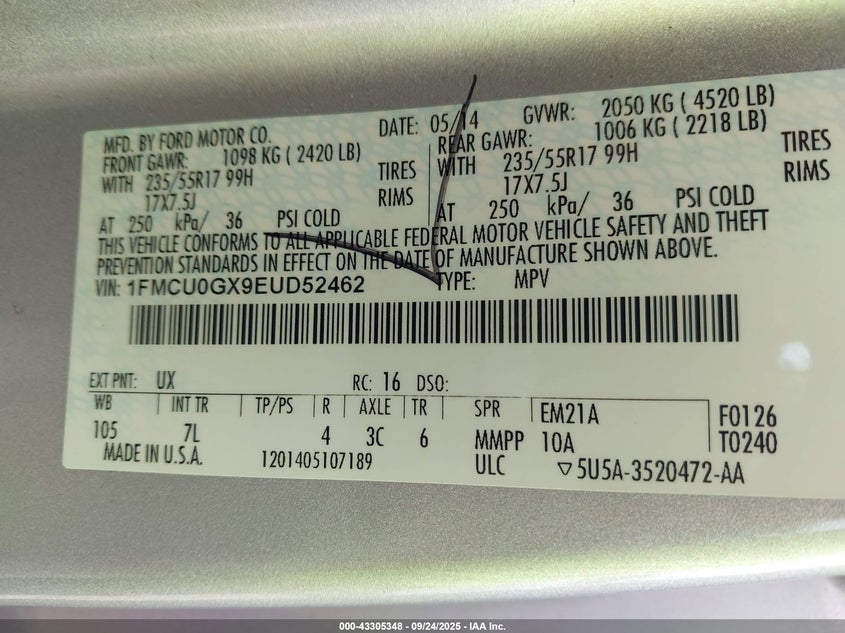 MFD. BY FORD MOTOR CO.
DATE: 05/14
GVWR: 2050 KG ( 4520 LB)
FRONT GAWR: 1098 KG ( 2420 LB)
REAR GAWR: 1006 KG ( 2218 LB)
WITH 235/55R17 99H TIRES
WITH 235/55R17 99H TIRES
17X7.5J RIMS
17X7.5J RIMS
AT 250 kPa/ 36 PSI COLD
AT 250 kPa/ 36 PSI COLD
THIS VEHICLE CONFORMS TO ALL APPLICABLE FEDERAL MOTOR VEHICLE SAFETY AND THEFT
PREVENTION STANDARDS IN EFFECT ON THE DATE OF MANUFACTURE SHOWN ABOVE.
VIN: 1FMCU0GX9EUD52462 TYPE: MPV
EXT PNT: UX RC: 16 DSO:
WB INT TR TP/PS R AXLE TR SPR EM21A F0126
105 7L 4 3C 6 MMPP 10A T0240
MADE IN U.S.A. 1201405107189 ULC ▽5U5A-3520472-AA
000-43305348 - 09/24/2025 - IAA Inc.